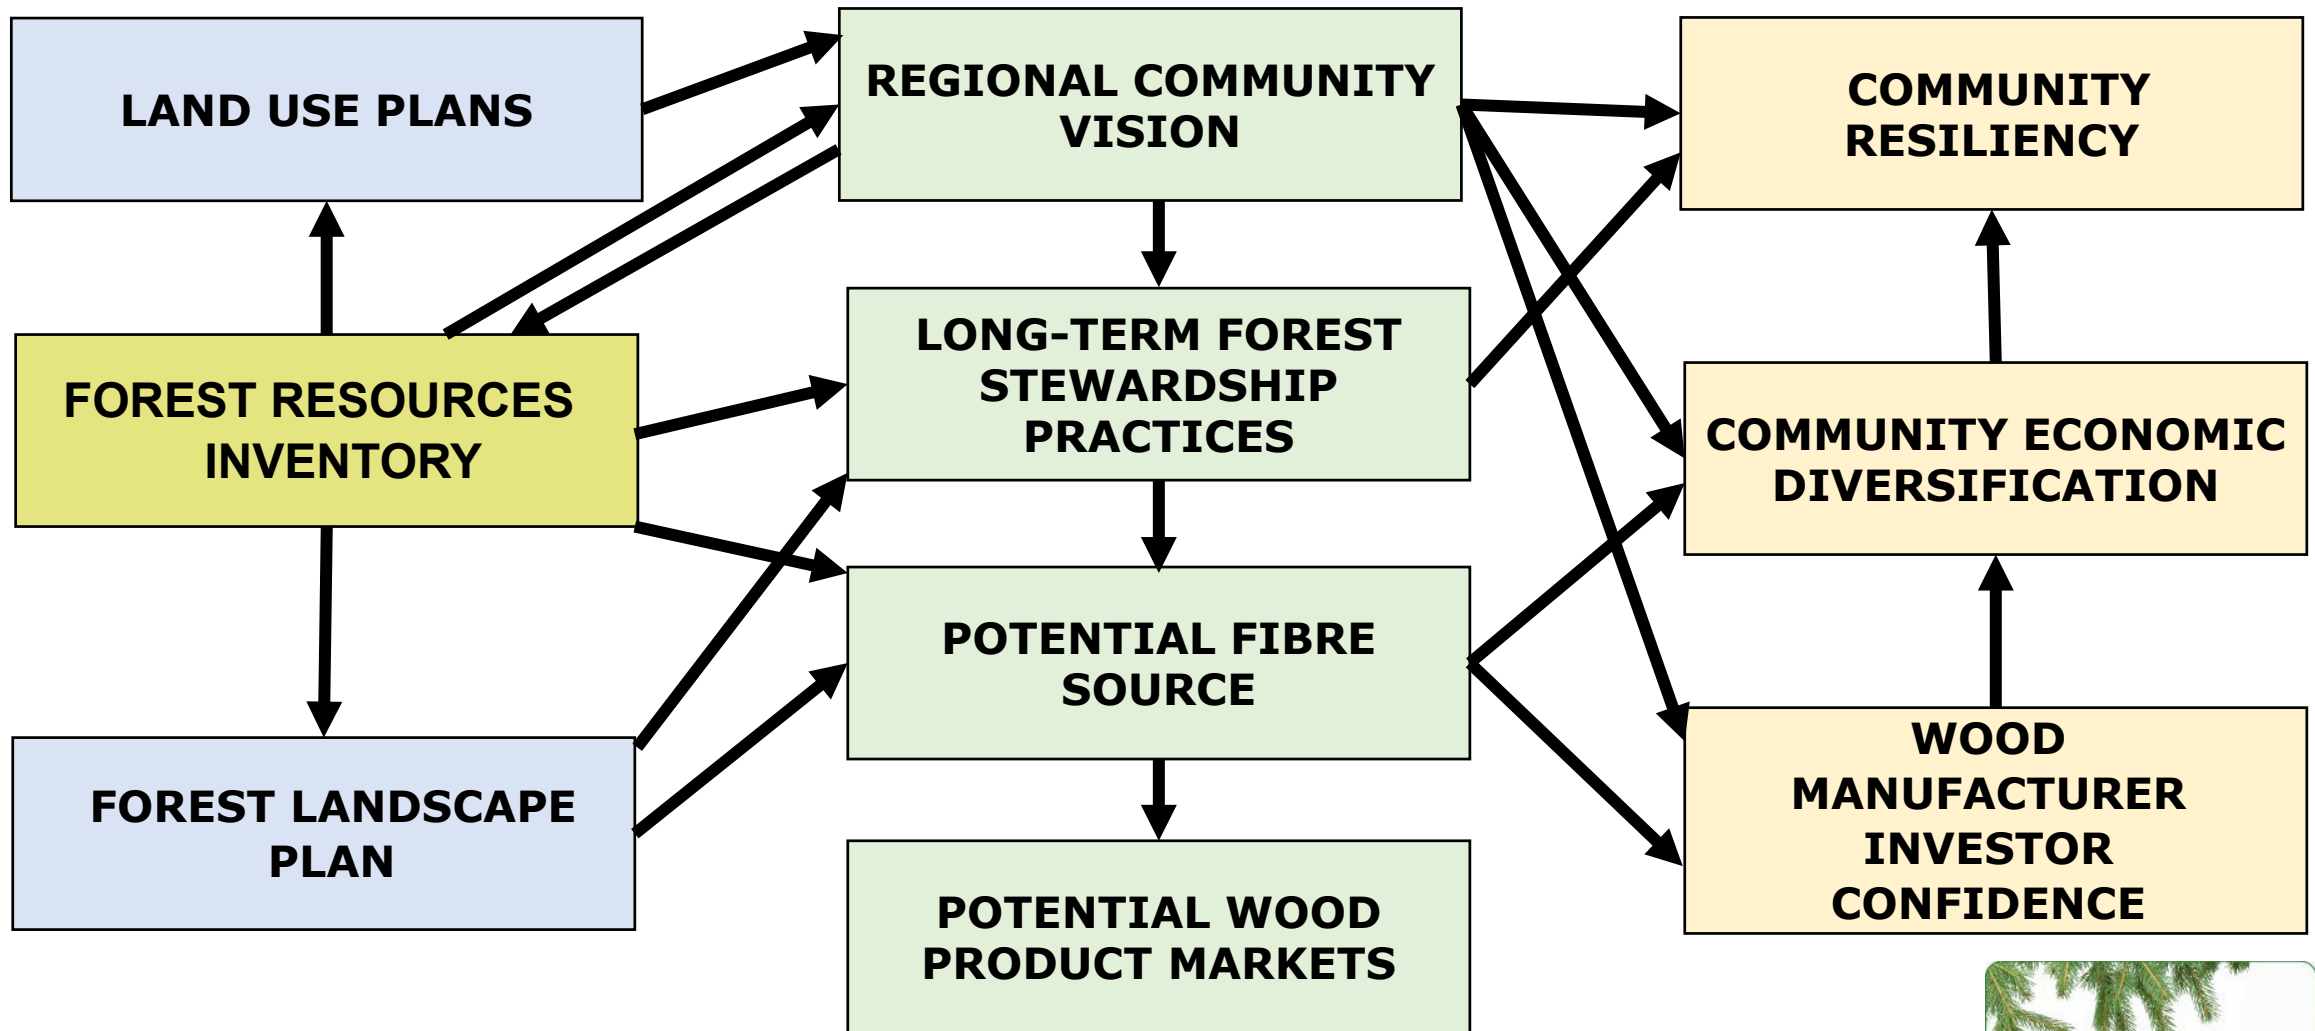 LAND USE PLANS
FOREST RESOURCES
INVENTORY
FOREST LANDSCAPE
PLAN
REGIONAL COMMUNITY
VISION
LONG-TERM FOREST
STEWARDSHIP
PRACTICES
POTENTIAL FIBRE
SOURCE
POTENTIAL WOOD
PRODUCT MARKETS
COMMUNITY
RESILIENCY
COMMUNITY ECONOMIC
DIVERSIFICATION
WOOD
MANUFACTURER
INVESTOR
CONFIDENCE